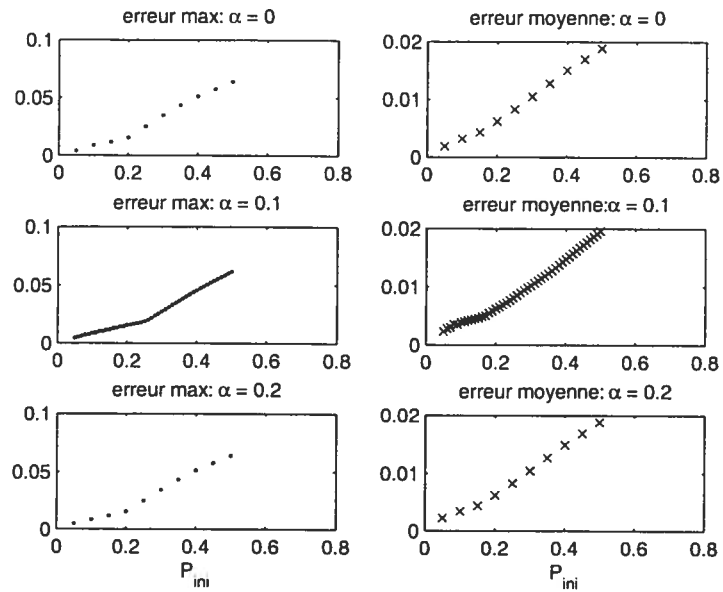 erreur max: α = 0
0.1
0.05
0
0 0.2 0.4 0.6 0.8
erreur moyenne: α = 0
0.02
0.01
0
0 0.2 0.4 0.6 0.8
erreur max: α = 0.1
0.1
0.05
0
0 0.2 0.4 0.6 0.8
erreur moyenne:α = 0.1
0.02
0.01
0
0 0.2 0.4 0.6 0.8
erreur max: α = 0.2
0.1
0.05
0
0 0.2 0.4 0.6 0.8
P_ini
erreur moyenne: α = 0.2
0.02
0.01
0
0 0.2 0.4 0.6 0.8
P_ini